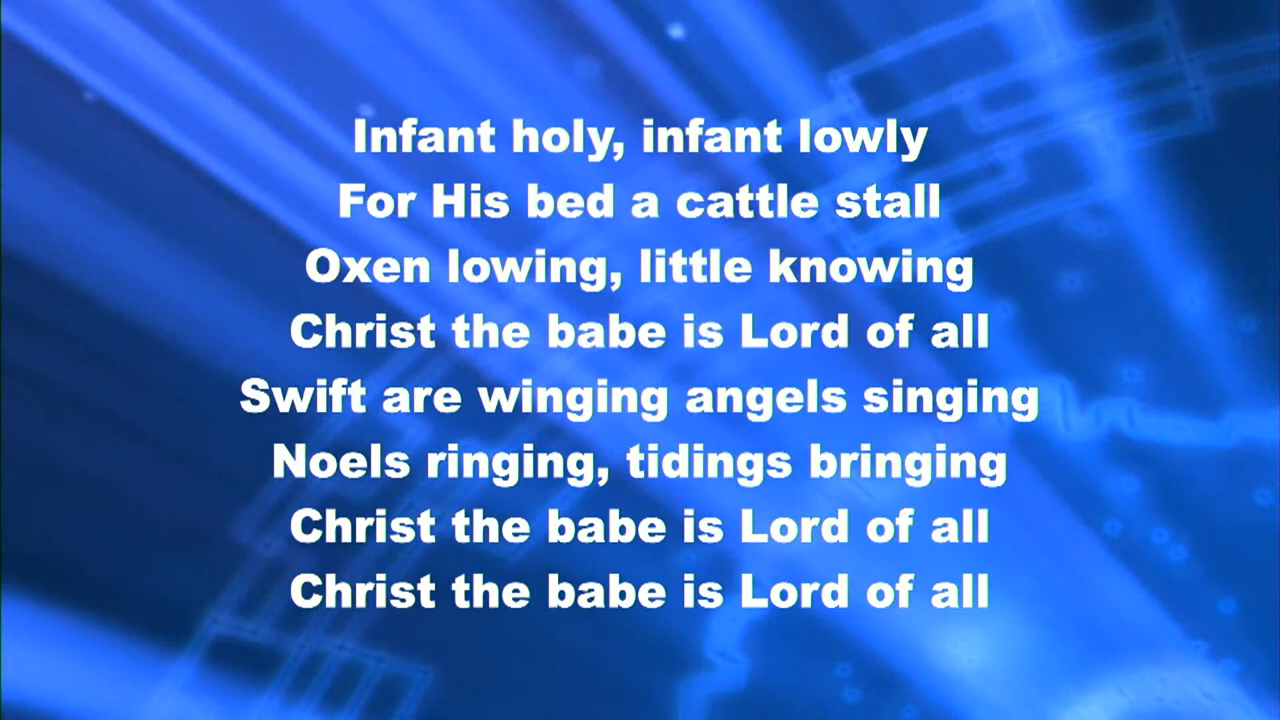 Infant holy, infant lowly
For His bed a cattle stall
Oxen lowing, little knowing
Christ the babe is Lord of all
Swift are winging angels singing
Noels ringing, tidings bringing
Christ the babe is Lord of all
Christ the babe is Lord of all